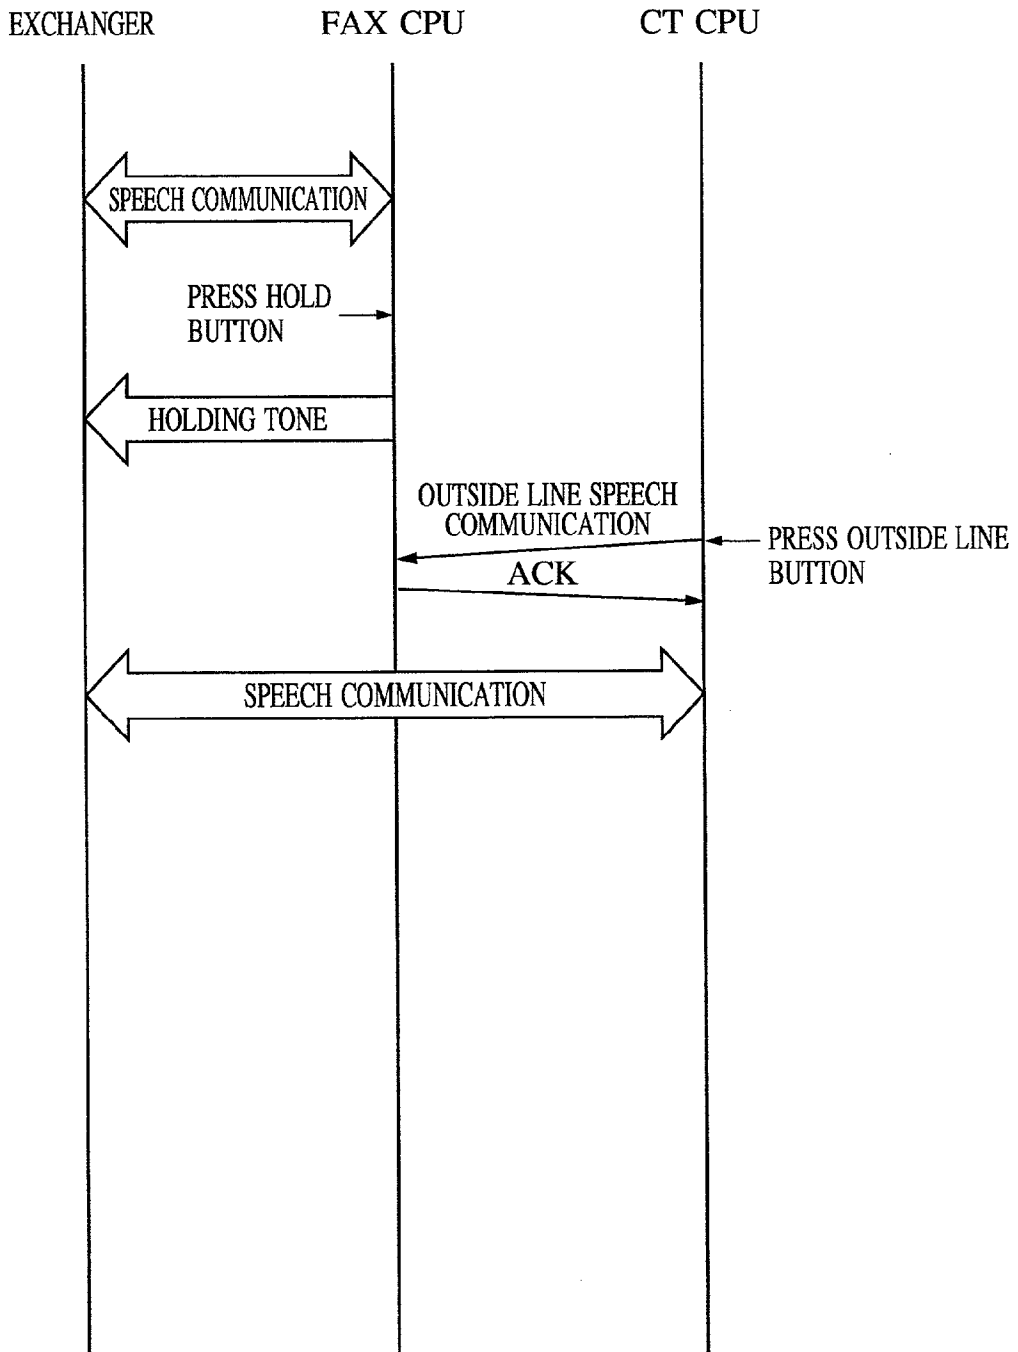 EXCHANGER
FAX CPU
CT CPU
SPEECH COMMUNICATION
PRESS HOLD
BUTTON
HOLDING TONE
OUTSIDE LINE SPEECH
COMMUNICATION
PRESS OUTSIDE LINE
BUTTON
ACK
SPEECH COMMUNICATION